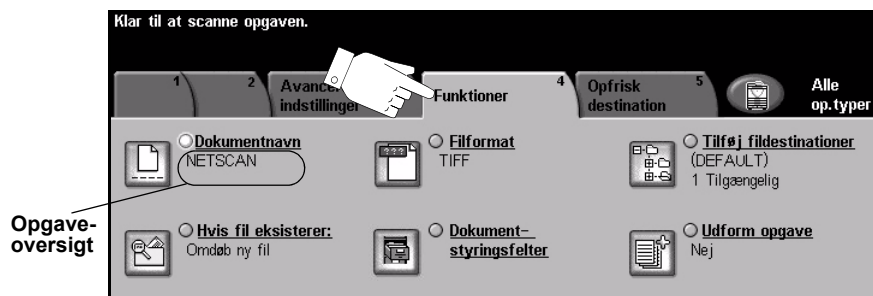 Klar til at scanne opgaven.
1
2
Avancer
indstillinger
Funktioner
4
Opfrisk
destination
5
Alle
op.typer
Dokumentnavn
NETSCAN
Filformat
TIFF
Tilføj fildestinationer
(DEFAULT)
1 Tilgængelig
Opgave-
oversigt
Hvis fil eksisterer:
Omdøb ny fil
Dokument-
styringsfelter
Udform opgave
Nej